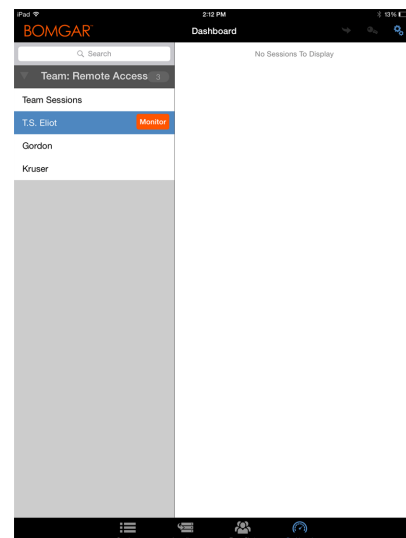 iPad 2:12 PM 13%
BOMGAR Dashboard
Search
No Sessions To Display
Team: Remote Access 3
Team Sessions
T.S. Eliot Monitor
Gordon
Kruser